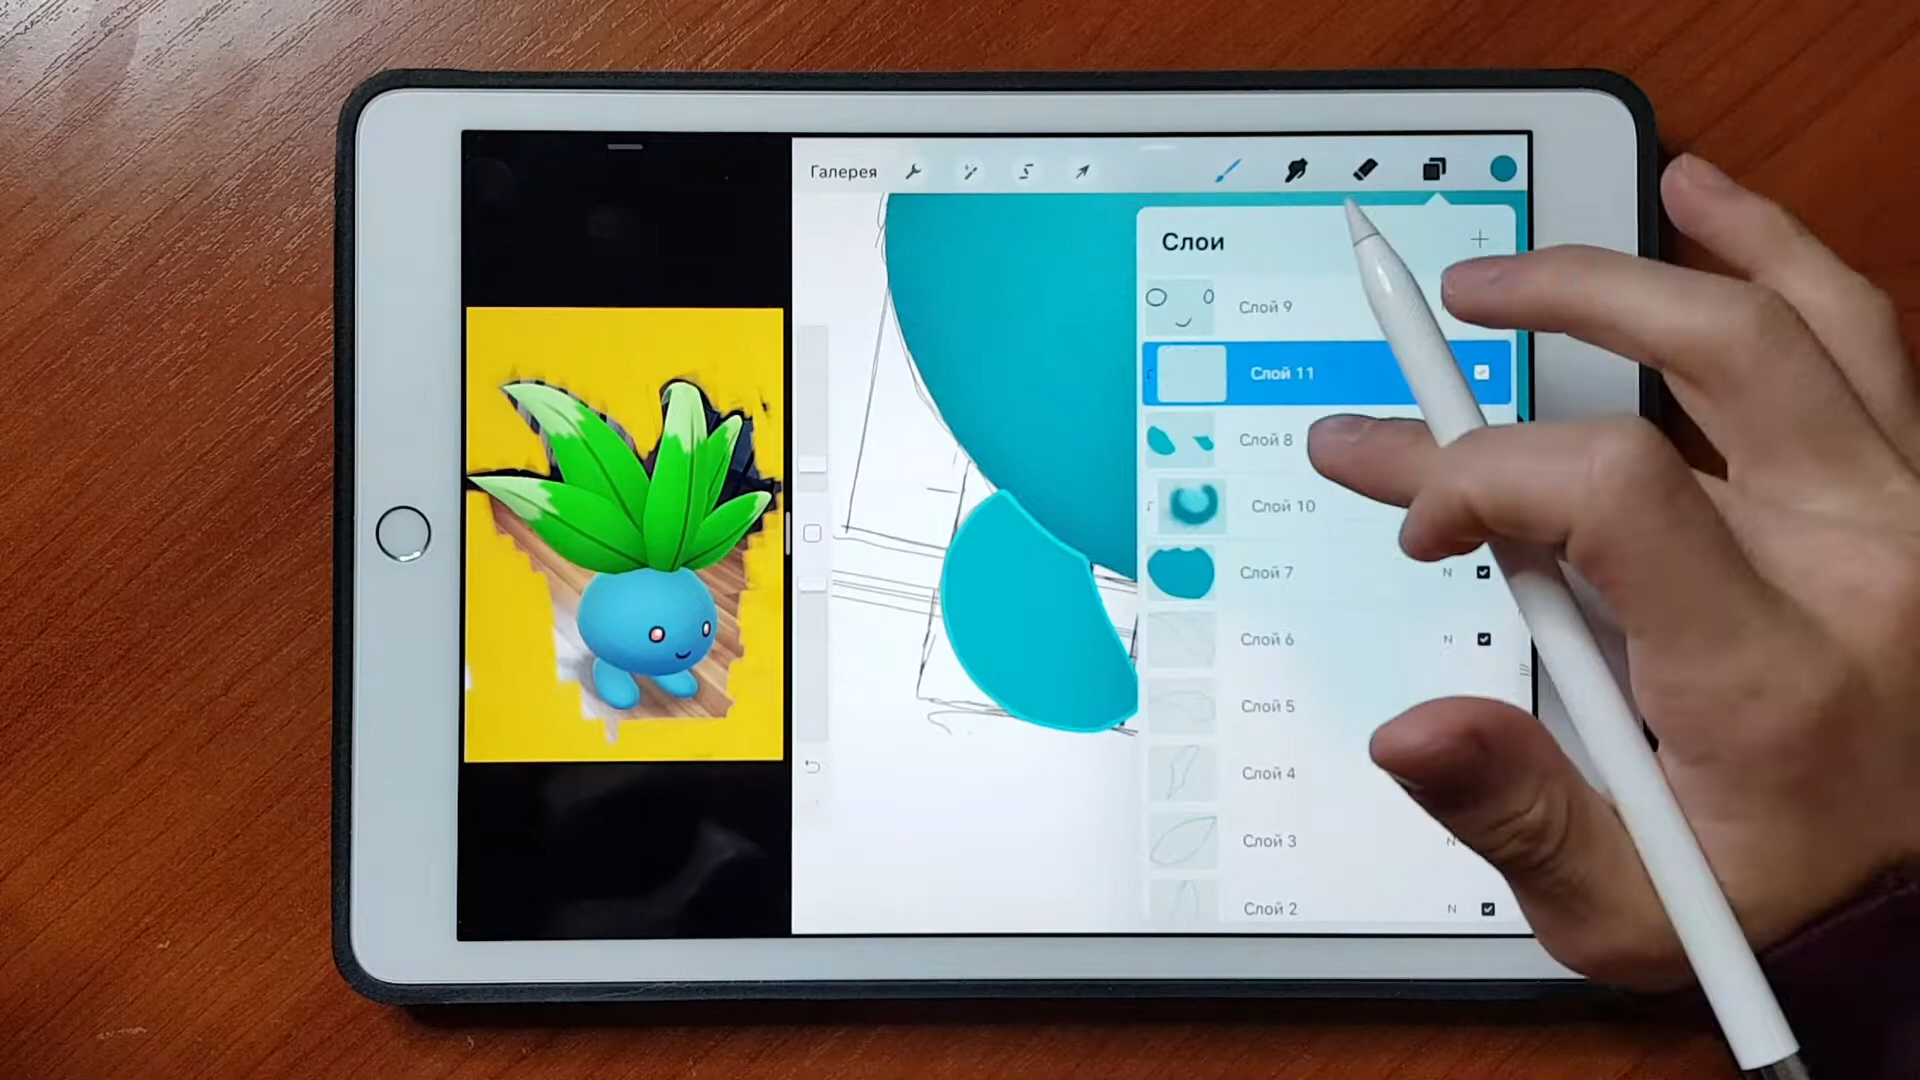 Галерея
Слои
Слой 9
Слой 11
Слой 8
Слой 10
Слой 7 N
Слой 6 N
Слой 5
Слой 4
Слой 3 N
Слой 2 N